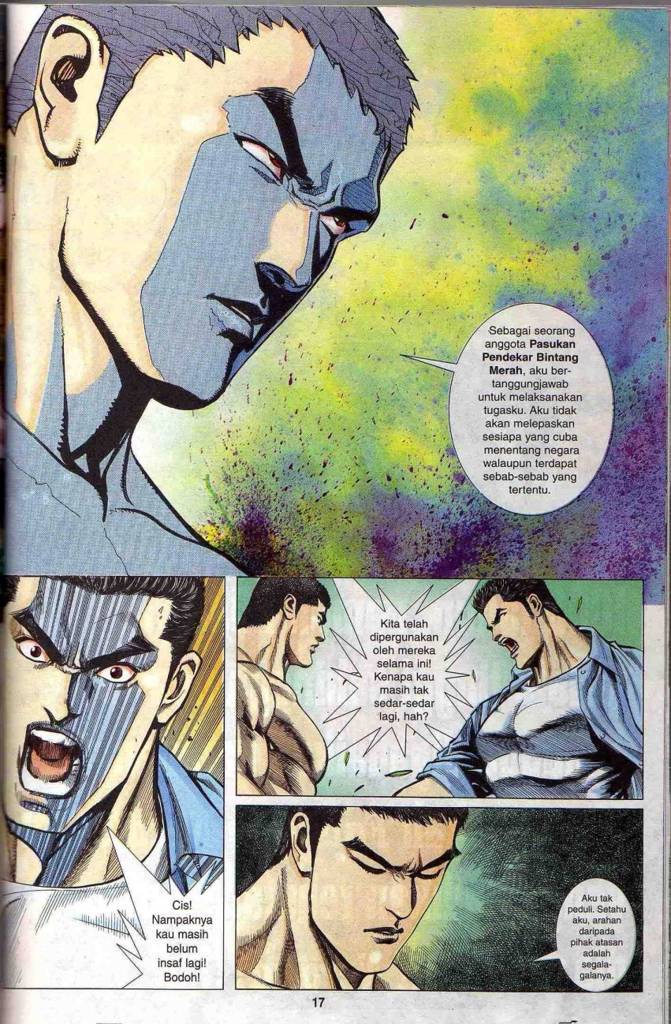 Sebagai seorang
anggota Pasukan
Pendekar Bintang
Merah, aku ber-
tanggungjawab
untuk melaksanakan
tugasku. Aku tidak
akan melepaskan
sesiapa yang cuba
menentang negara
walaupun terdapat
sebab-sebab yang
tertentu.
Cis!
Nampaknya
kau masih
belum
insaf lagi!
Bodoh!
Kita telah
dipergunakan
oleh mereka
selama ini!
Kenapa kau
masih tak
sedar-sedar
lagi, hah?
Aku tak
peduli. Setahu
aku, arahan
daripada
pihak atasan
adalah
segala-
galanya.
17